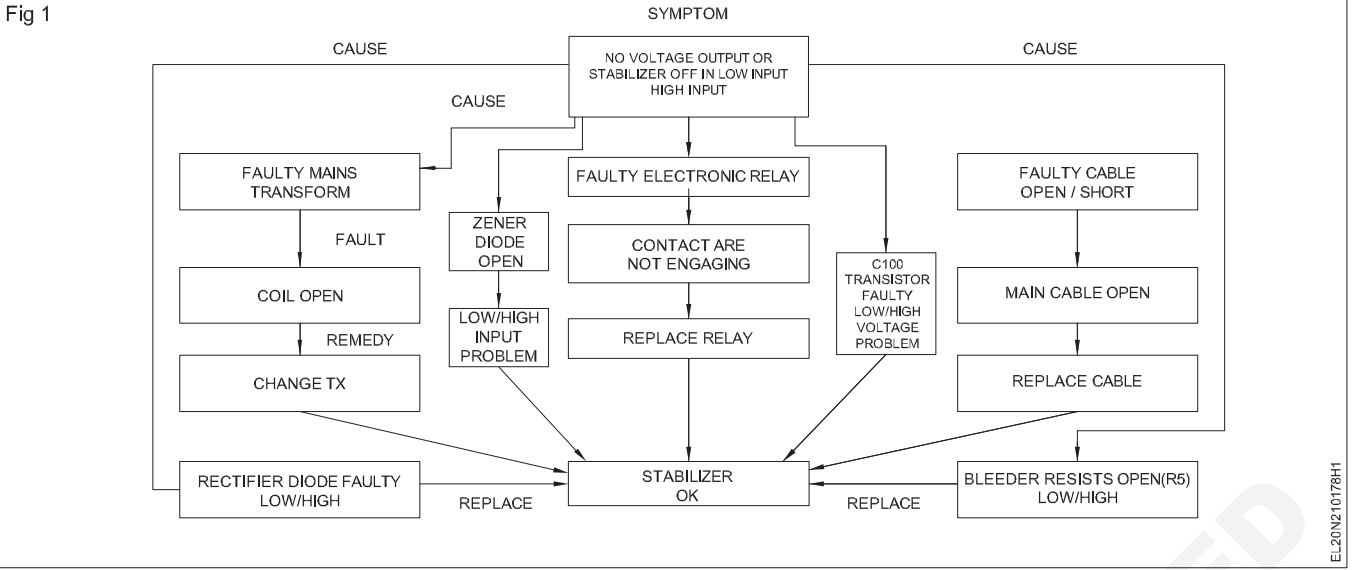 Fig 1
SYMPTOM
CAUSE
NO VOLTAGE OUTPUT OR
STABILIZER OFF IN LOW INPUT
HIGH INPUT
CAUSE
CAUSE
FAULTY MAINS
TRANSFORM
FAULT
COIL OPEN
REMEDY
CHANGE TX
ZENER
DIODE
OPEN
LOW/HIGH
INPUT
PROBLEM
FAULTY ELECTRONIC RELAY
CONTACT ARE
NOT ENGAGING
REPLACE RELAY
C100
TRANSISTOR
FAULTY
LOW/HIGH
VOLTAGE
PROBLEM
FAULTY CABLE
OPEN / SHORT
MAIN CABLE OPEN
REPLACE CABLE
RECTIFIER DIODE FAULTY
LOW/HIGH
REPLACE
STABILIZER
OK
REPLACE
BLEEDER RESISTS OPEN(R5)
LOW/HIGH
EL20N210178H1